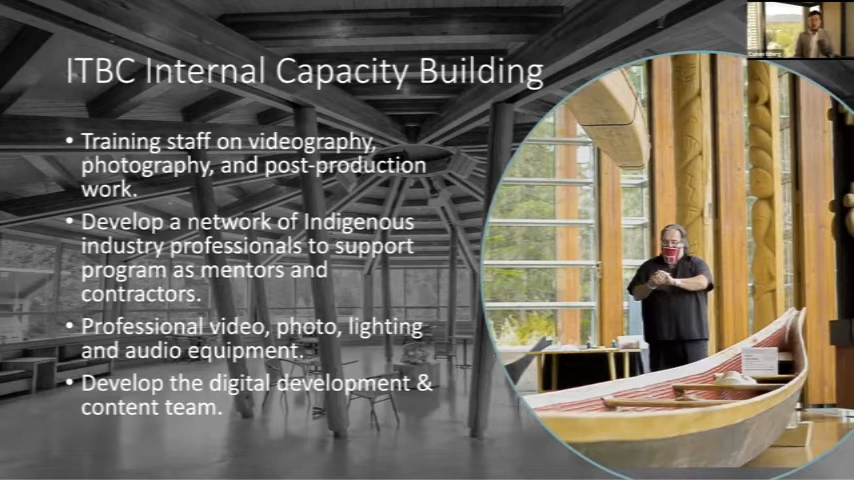 ITBC Internal Capacity Building
• Training staff on videography,
photography, and post-production
work.
• Develop a network of Indigenous
industry professionals to support
program as mentors and
contractors.
• Professional video, photo, lighting
and audio equipment.
• Develop the digital development &
content team.